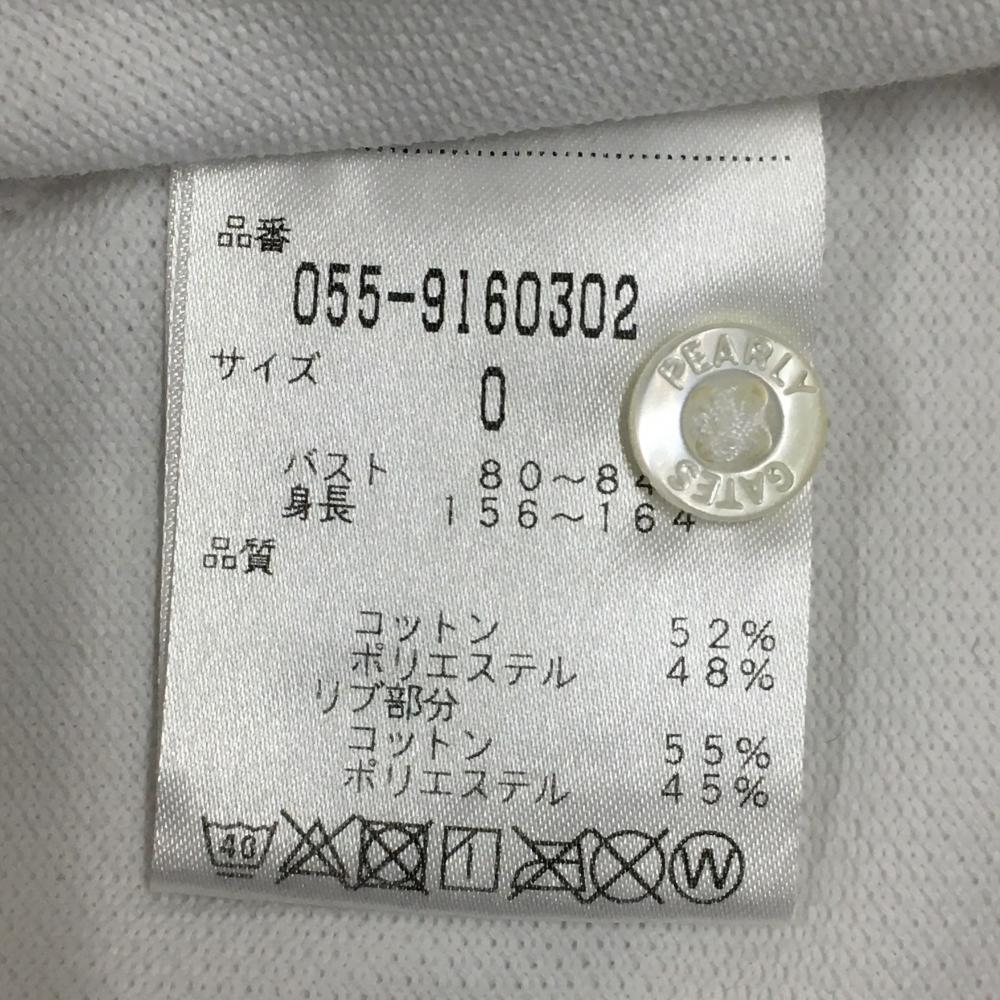 品番
055-9160302
サイズ
0
PEARLY
GATES
バスト 80～84
身長 156～164
品質
コットン 52%
ポリエステル 48%
リブ部分
コットン 55%
ポリエステル 45%
40
W